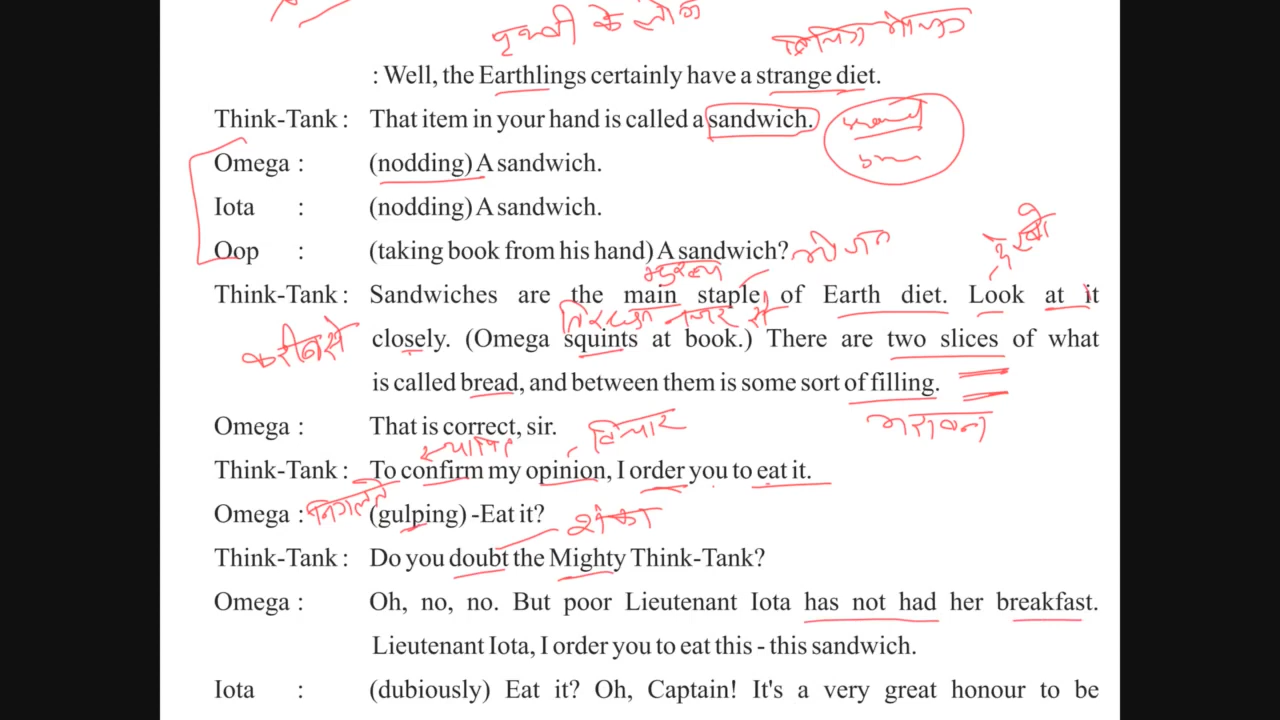 पृथ्वी के लोग
: Well, the Earthlings certainly have a strange diet.
Think-Tank : That item in your hand is called a sandwich.
Omega : (nodding) A sandwich.
Iota : (nodding) A sandwich.
Oop : (taking book from his hand) A sandwich? भोजन
देखो
मुख्य
Think-Tank : Sandwiches are the main staple of Earth diet. Look at it
तिरछी नजर से
closely. (Omega squints at book.) There are two slices of what
is called bread, and between them is some sort of filling.
भरावन
Omega : That is correct, sir.
विचार
Think-Tank : To confirm my opinion, I order you to eat it.
निगलते
Omega : (gulping) -Eat it?
शंका
Think-Tank : Do you doubt the Mighty Think-Tank?
Omega : Oh, no, no. But poor Lieutenant Iota has not had her breakfast.
Lieutenant Iota, I order you to eat this - this sandwich.
Iota : (dubiously) Eat it? Oh, Captain! It's a very great honour to be